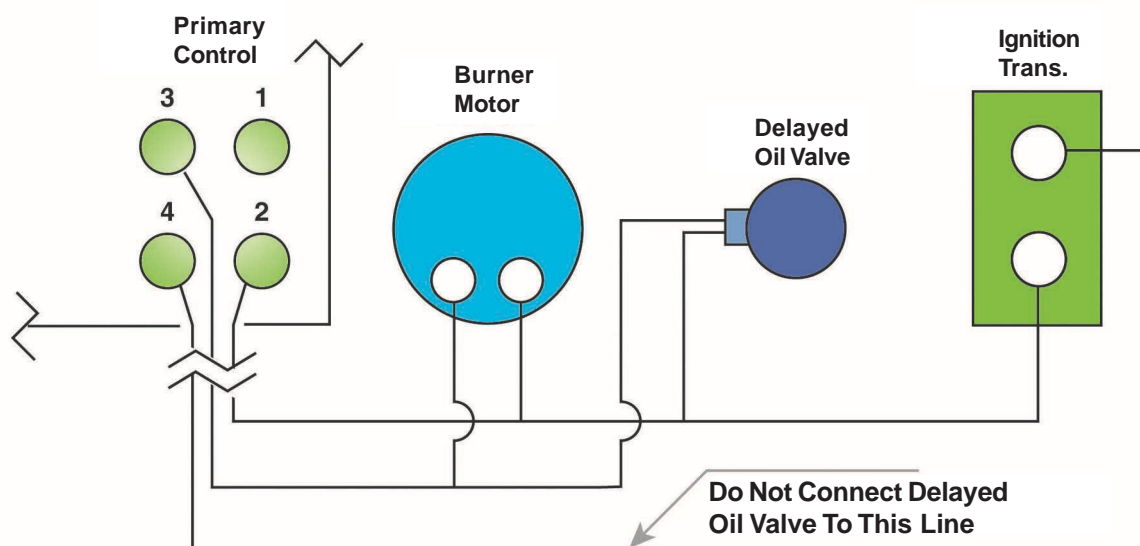 Primary
Control
3
1
4
2
Burner
Motor
Delayed
Oil Valve
Ignition
Trans.
Do Not Connect Delayed
Oil Valve To This Line